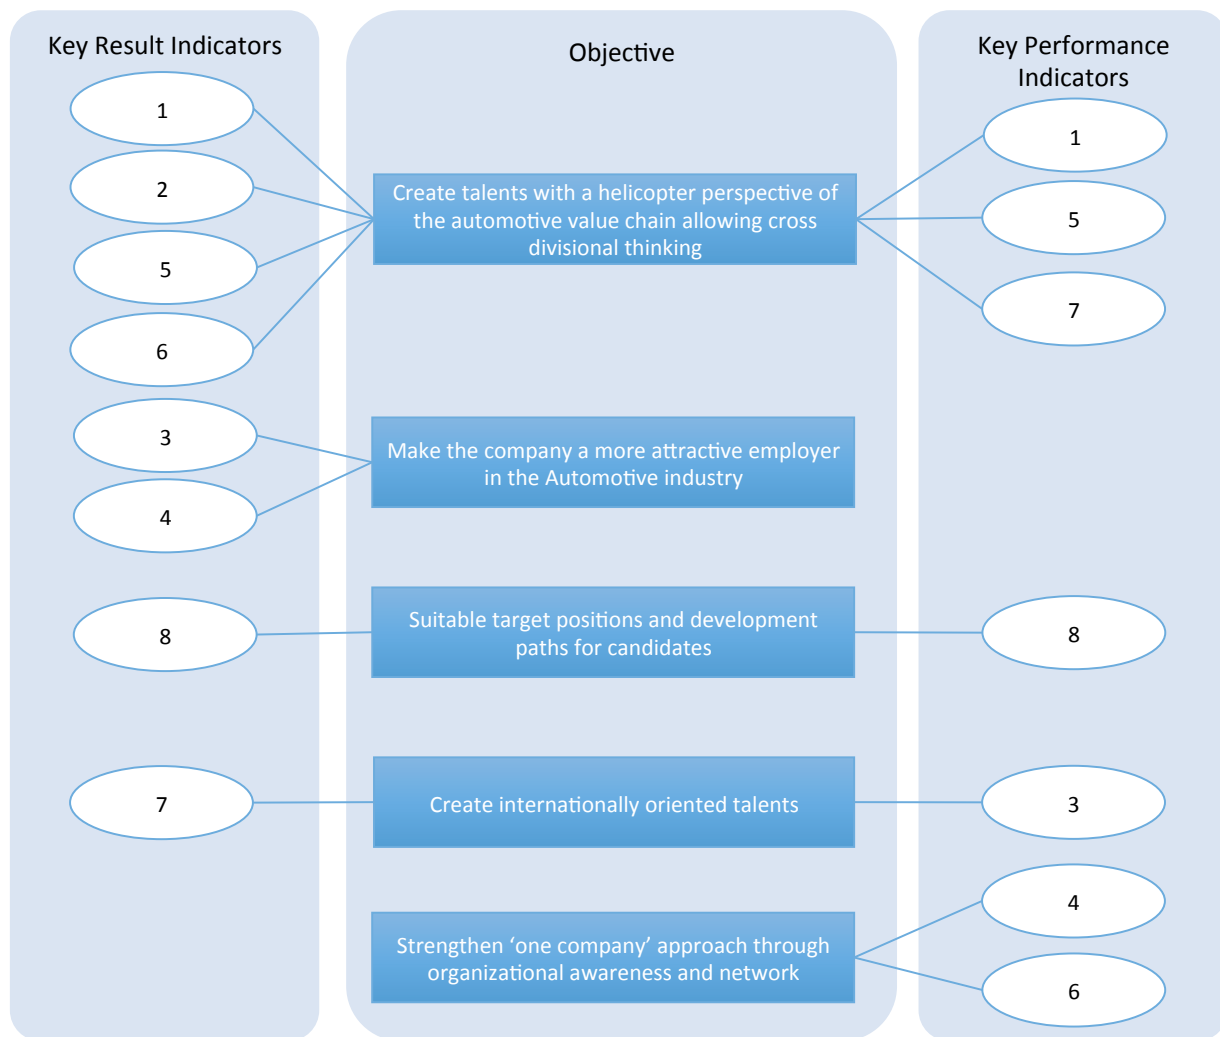 Key Result Indicators
Objective
Key Performance
Indicators
1
2
5
6
3
4
8
7
Create talents with a helicopter perspective of
the automotive value chain allowing cross
divisional thinking
Make the company a more attractive employer
in the Automotive industry
Suitable target positions and development
paths for candidates
Create internationally oriented talents
Strengthen ‘one company’ approach through
organizational awareness and network
1
5
7
8
3
4
6